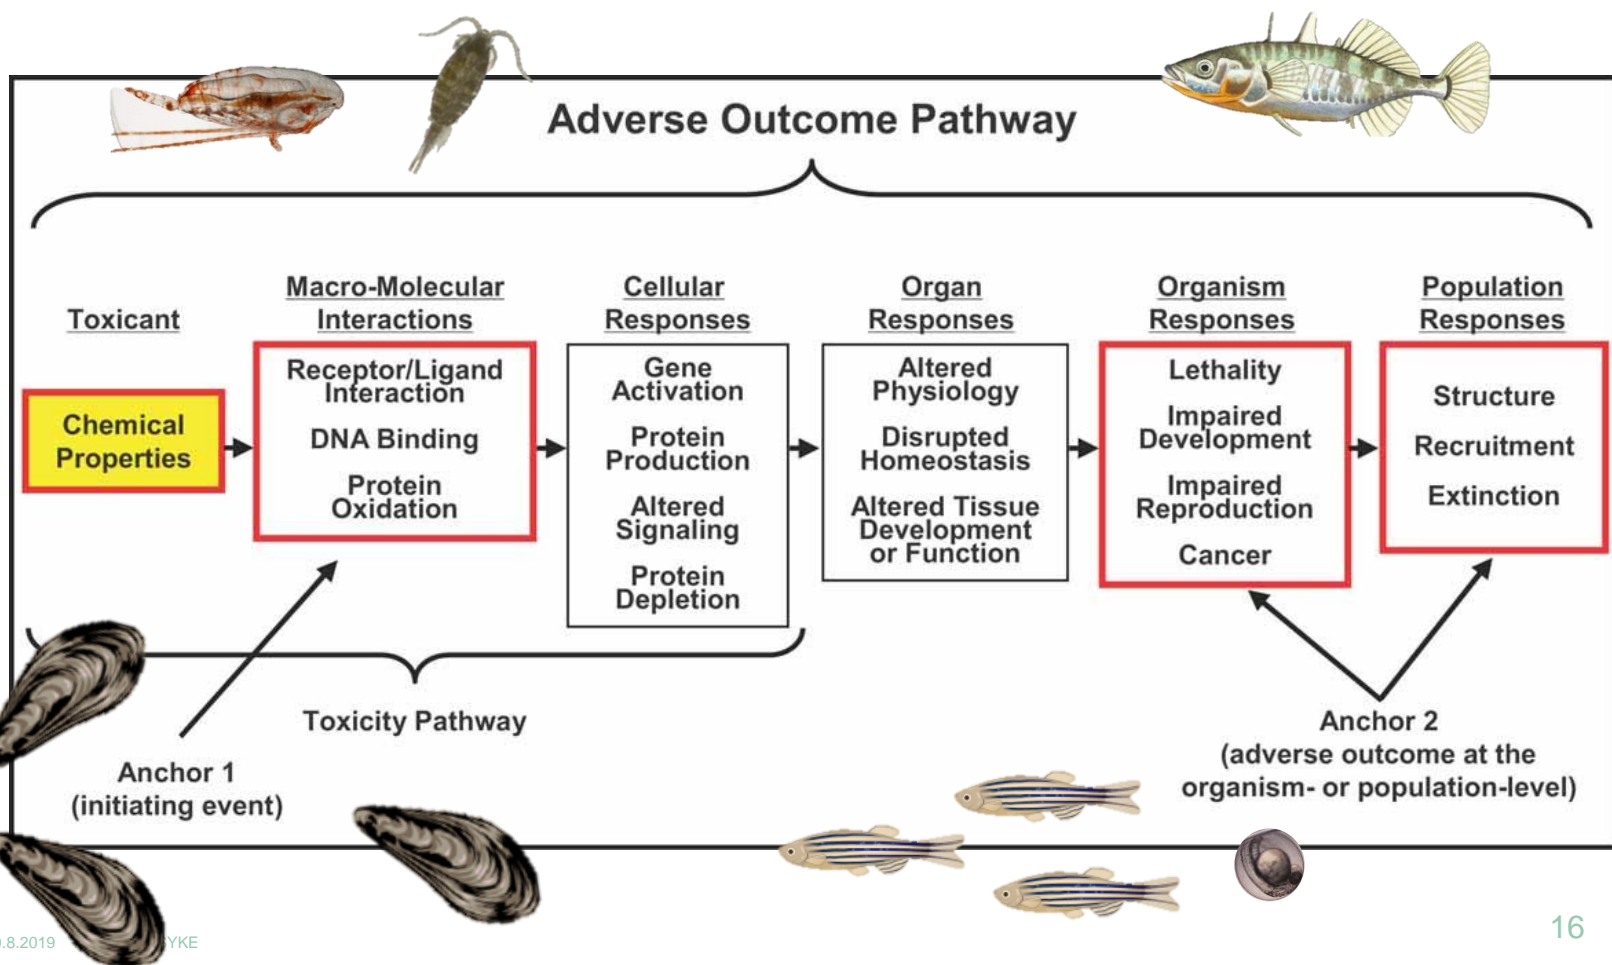 Adverse Outcome Pathway
Toxicant
Chemical
Properties
Macro-Molecular
Interactions
Receptor/Ligand
Interaction
DNA Binding
Protein
Oxidation
Cellular
Responses
Gene
Activation
Protein
Production
Altered
Signaling
Protein
Depletion
Organ
Responses
Altered
Physiology
Disrupted
Homeostasis
Altered Tissue
Development
or Function
Organism
Responses
Lethality
Impaired
Development
Impaired
Reproduction
Cancer
Population
Responses
Structure
Recruitment
Extinction
Toxicity Pathway
Anchor 1
(initiating event)
Anchor 2
(adverse outcome at the
organism- or population-level)
.8.2019
YKE
16